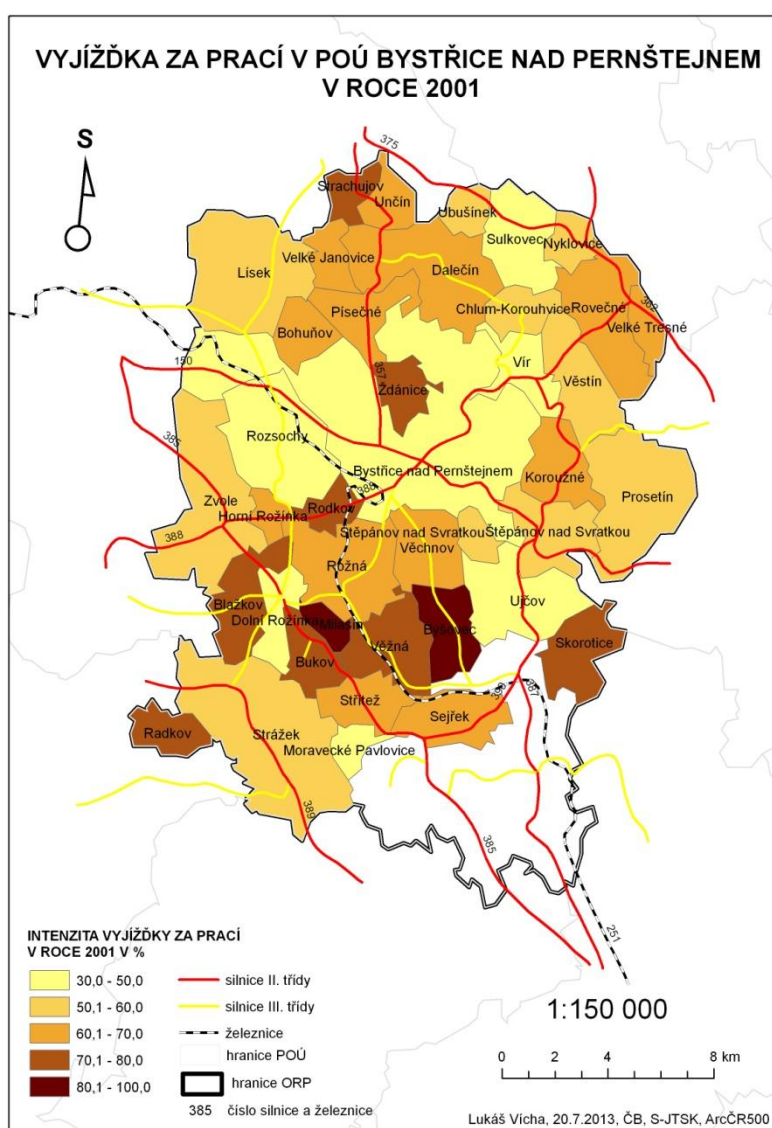 VYJÍŽĎKA ZA PRACÍ V POÚ BYSTŘICE NAD PERNŠTEJNEM
V ROCE 2001
S
375
Strachujov
Unčín
Ubušínek
Sulkovec
Nyklovice
Velké Janovice
Lísek
Dalečín
Písečné
Chlum-Korouhvice
Rovečné
362
Bohuňov
Velké Tresné
Vír
150
357
Ždánice
Věstín
385
Rozsochy
Bystřice nad Pernštejnem
Koroužné
Prosetín
388
Zvole
Horní Rožínka
Rodkov
388
Štěpánov nad Svratkou
Štěpánov nad Svratkou
Věchnov
Rožná
Blažkov
Dolní Rožínka
Milasín
Ujčov
Byšovec
Věžná
Skorotice
Bukov
390
387
Střítež
Sejřek
Radkov
Strážek
Moravecké Pavlovice
389
385
251
INTENZITA VYJÍŽĎKY ZA PRACÍ
V ROCE 2001 V %
30,0 - 50,0
50,1 - 60,0
60,1 - 70,0
70,1 - 80,0
80,1 - 100,0
silnice II. třídy
silnice III. třídy
železnice
hranice POÚ
hranice ORP
385 číslo silnice a železnice
1:150 000
0 2 4 8 km
Lukáš Vícha, 20.7.2013, ČB, S-JTSK, ArcČR500